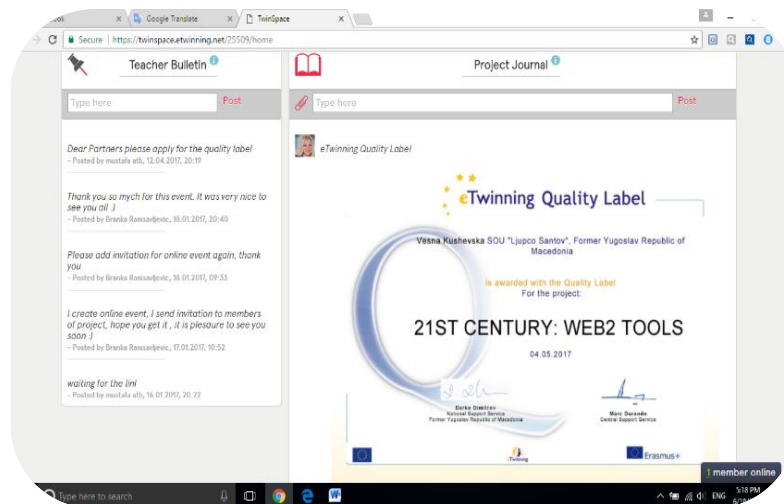 Google Translate
TwinSpace
Secure https://twinspace.etwinning.net/25509/home
Teacher Bulletin
Project Journal
Type here
Post
Type here
Post
Dear Partners please apply for the quality label
- Posted by mustafa atb, 12.04.2017, 20:19
Thank you so mych for this event. It was very nice to
see you all :)
- Posted by Branka Ranisavljevic, 18.01.2017, 20:40
Please add invitation for online event again, thank
you
- Posted by Branka Ranisavljevic, 18.01.2017, 09:33
I create online event, I send invitation to members
of project, hope you get it , it is plesaure to see you
soon :)
- Posted by Branka Ranisavljevic, 17.01.2017, 10:52
waiting for the linl
- Posted by mustafa atb, 16.01.2017, 20:22
eTwinning Quality Label
eTwinning Quality Label
Vesna Kushevska SOU "Ljupco Santov", Former Yugoslav Republic of
Macedonia
is awarded with the Quality Label
For the project:
21ST CENTURY: WEB2 TOOLS
04.05.2017
Dimitrov
National Support Service
Former Yugoslav Republic of Macedonia
Marc Durando
Central Support Service
eTwinning
Erasmus+
1 member online
Type here to search
ENG
5:18 PM